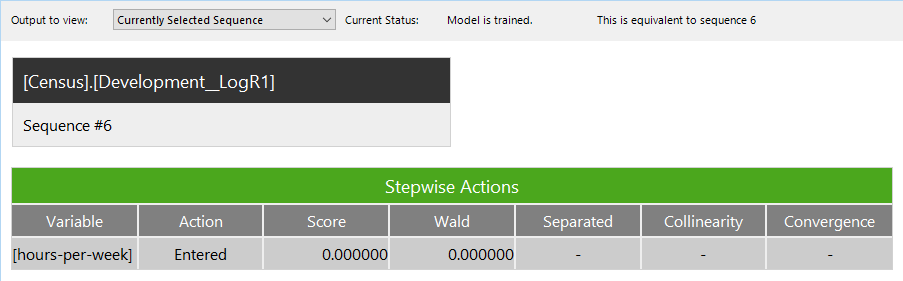 Output to view: Currently Selected Sequence Current Status: Model is trained. This is equivalent to sequence 6
[Census].[Development__LogR1]
Sequence #6
Stepwise Actions
Variable Action Score Wald Separated Collinearity Convergence
[hours-per-week] Entered 0.000000 0.000000 - - -